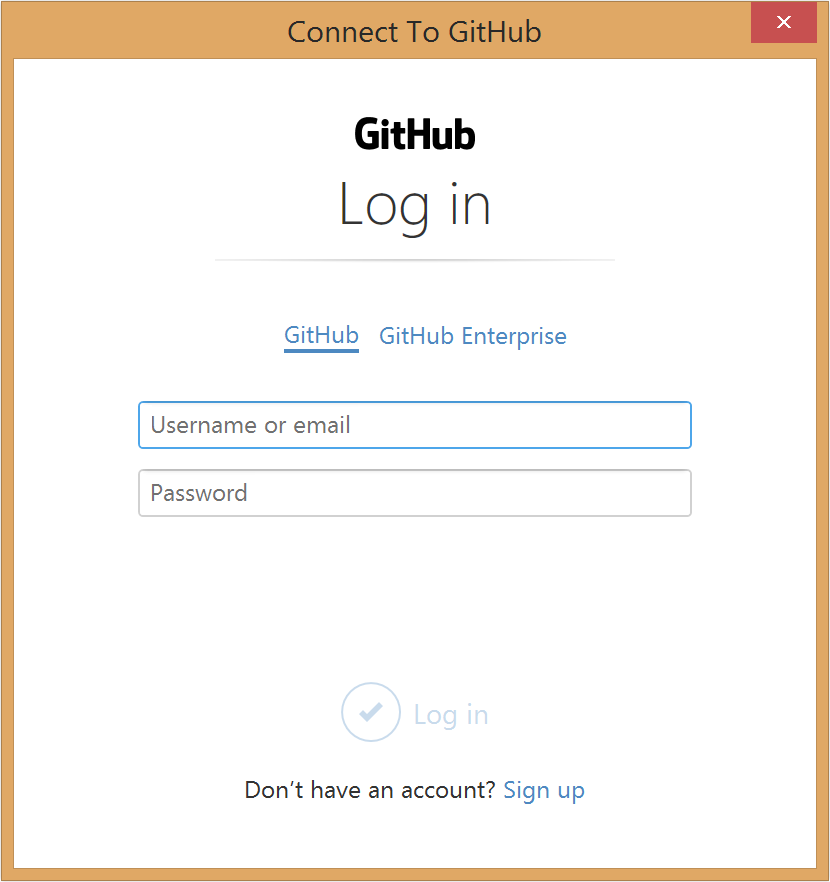 Connect To GitHub
GitHub
Log in
GitHub GitHub Enterprise
Username or email
Password
Log in
Don’t have an account? Sign up